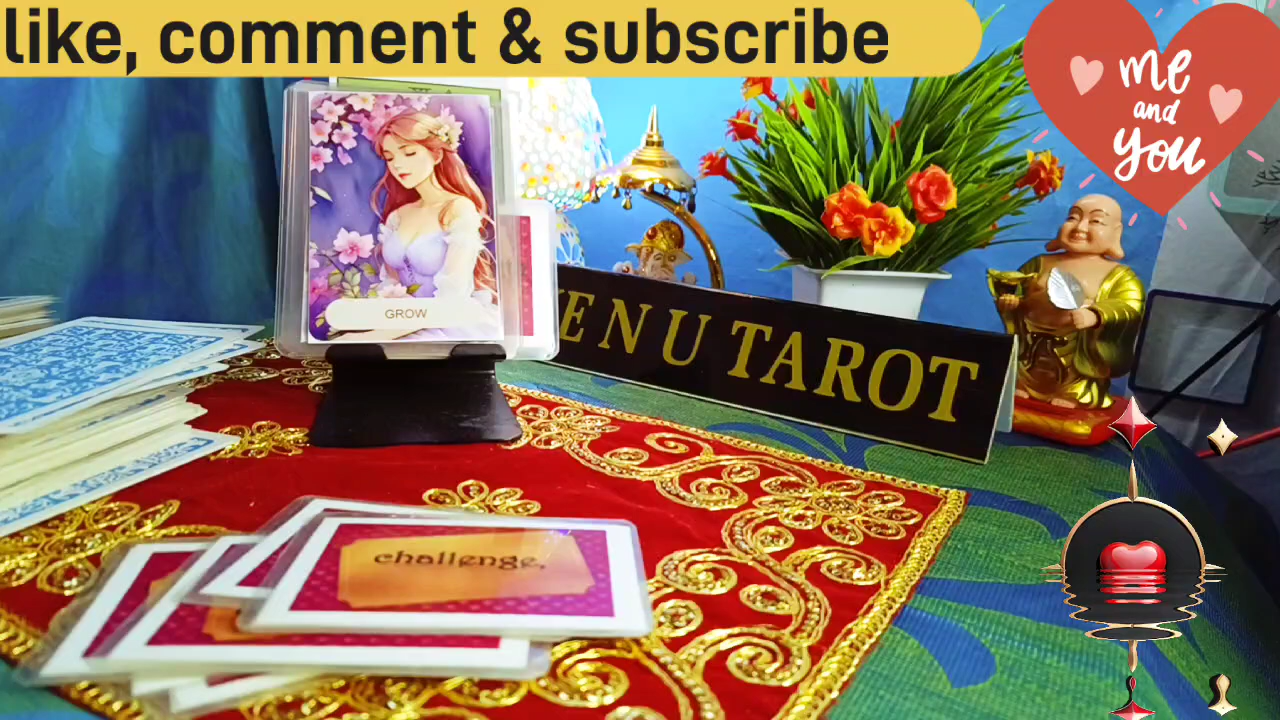 like, comment & subscribe
me
and
you
GROW
ENU TAROT
challenge,